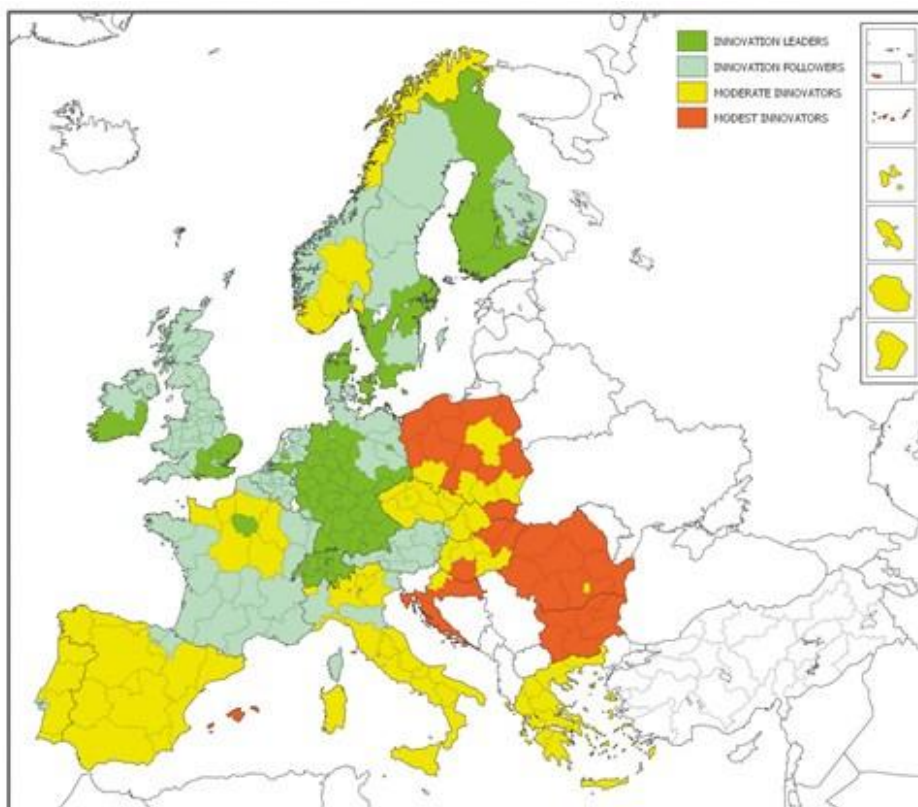 INNOVATION LEADERS
INNOVATION FOLLOWERS
MODERATE INNOVATORS
MODEST INNOVATORS